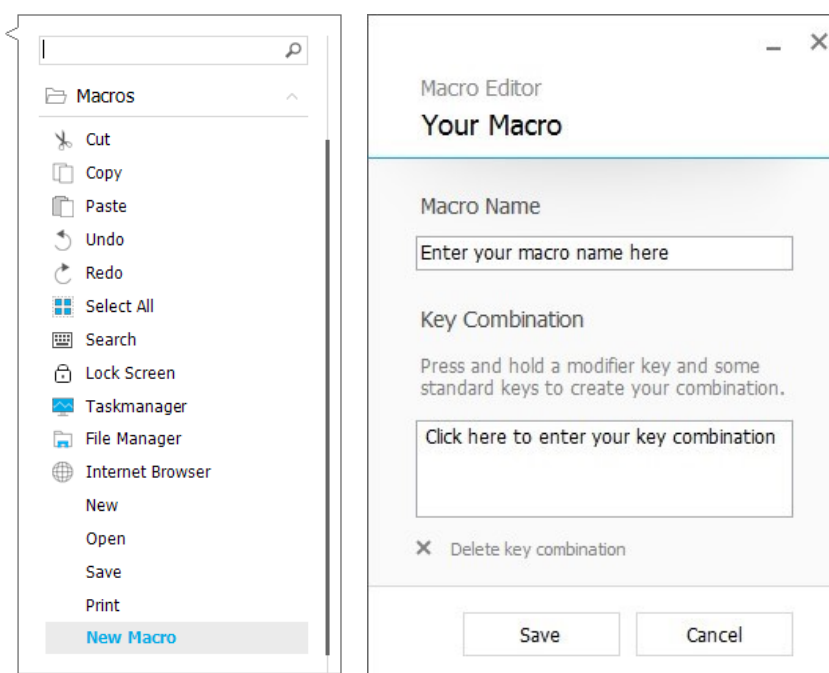 Macros
Cut
Copy
Paste
Undo
Redo
Select All
Search
Lock Screen
Taskmanager
File Manager
Internet Browser
New
Open
Save
Print
New Macro
Macro Editor
Your Macro
Macro Name
Enter your macro name here
Key Combination
Press and hold a modifier key and some
standard keys to create your combination.
Click here to enter your key combination
Delete key combination
Save
Cancel